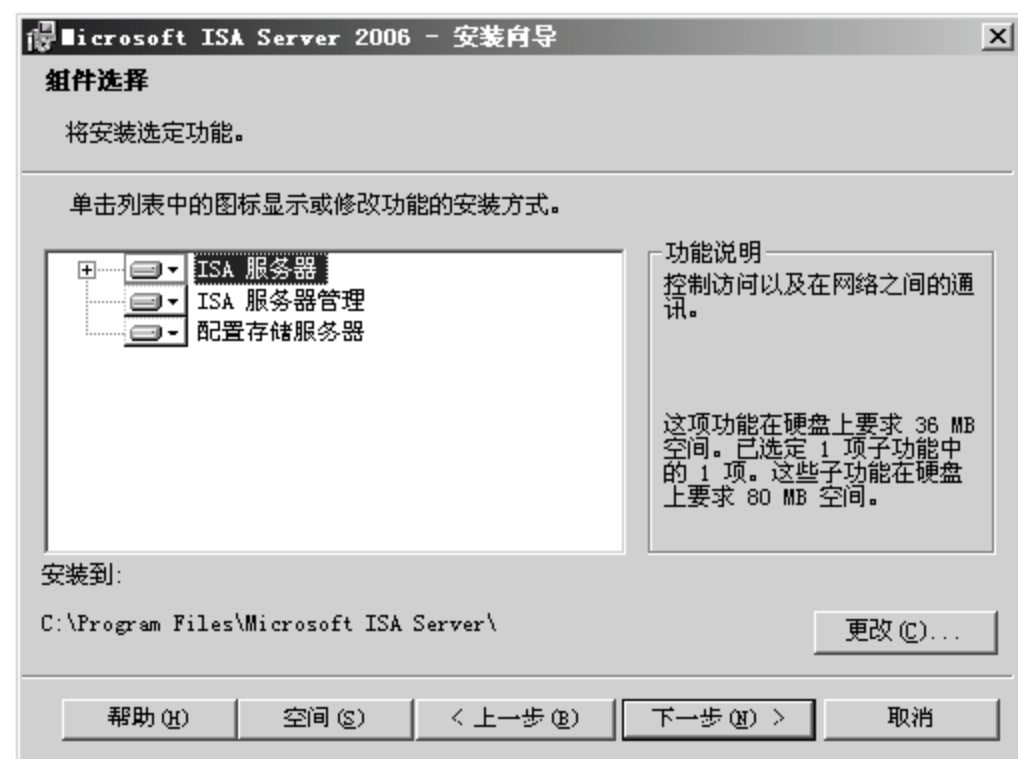 Microsoft ISA Server 2006 - 安装向导
组件选择
将安装选定功能。
单击列表中的图标显示或修改功能的安装方式。
ISA 服务器
ISA 服务器管理
配置存储服务器
功能说明
控制访问以及在网络之间的通
讯。
这项功能在硬盘上要求 36 MB
空间。已选定 1 项子功能中
的 1 项。这些子功能在硬盘
上要求 80 MB 空间。
安装到:
C:\Program Files\Microsoft ISA Server\
更改(C)...
帮助(H)
空间(S)
< 上一步(B)
下一步(N) >
取消